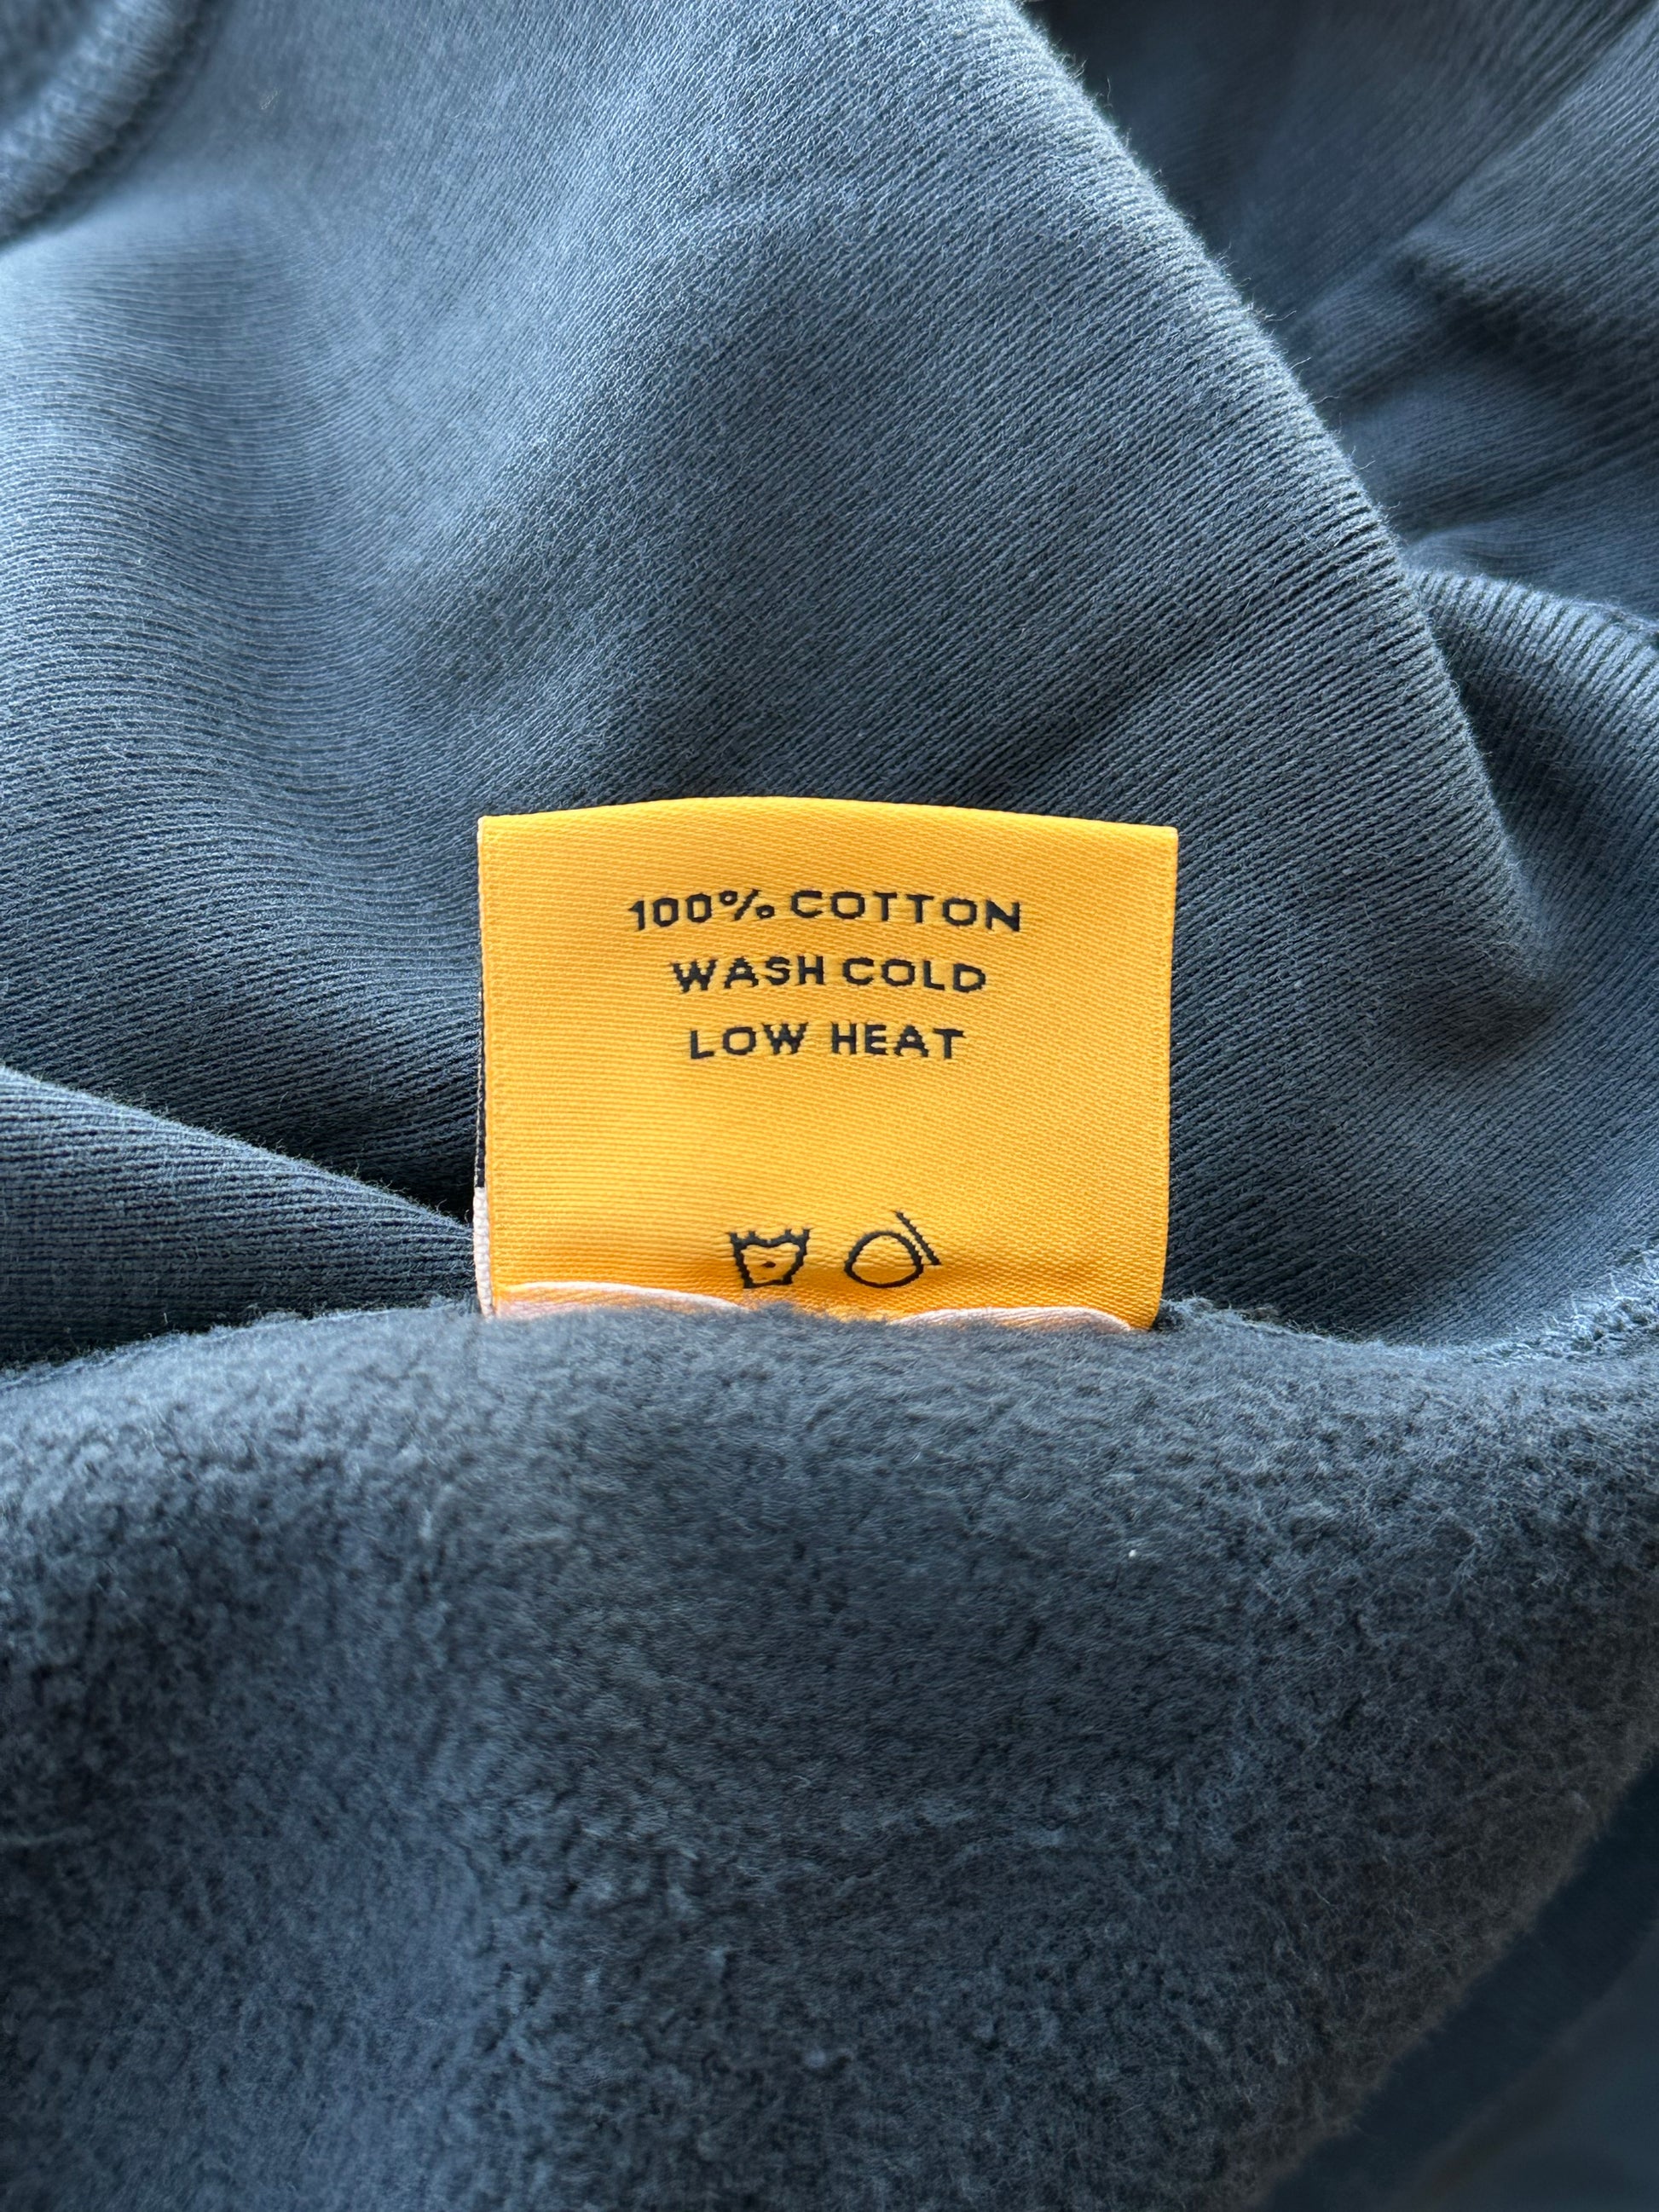 100% COTTON
WASH COLD
LOW HEAT